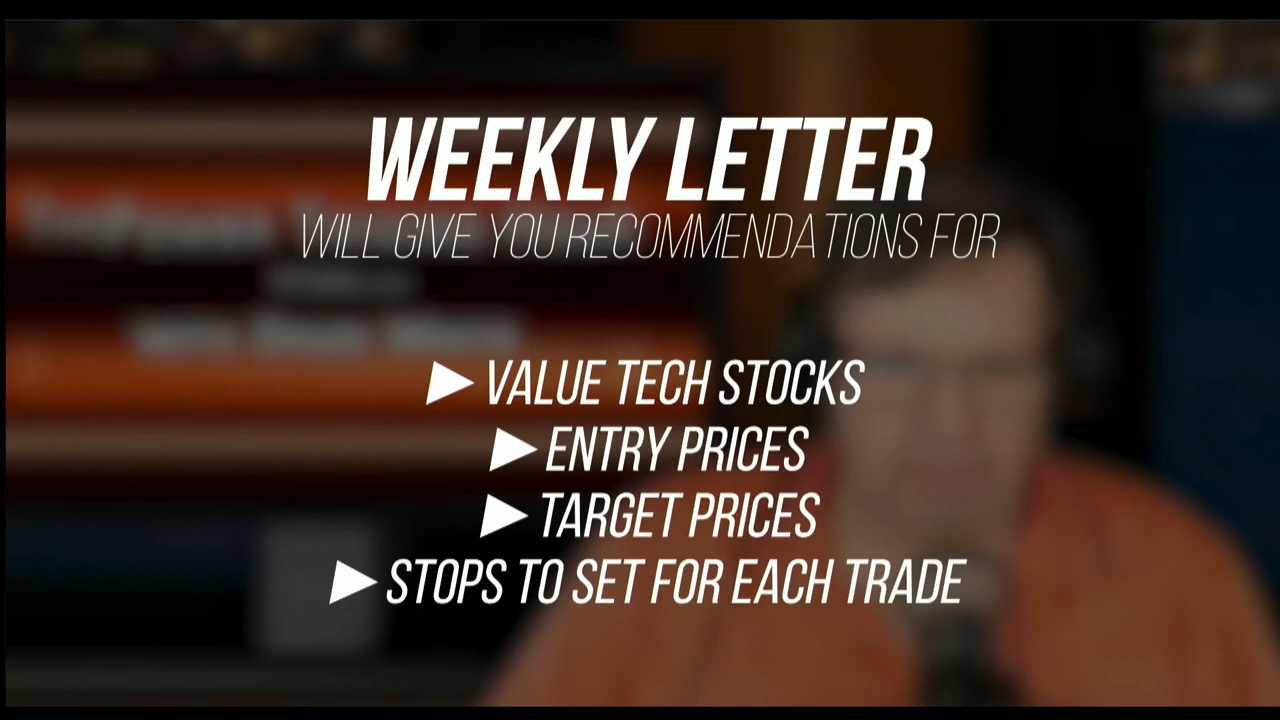 WEEKLY LETTER
WILL GIVE YOU RECOMMENDATIONS FOR
▶ VALUE TECH STOCKS
▶ ENTRY PRICES
▶ TARGET PRICES
▶ STOPS TO SET FOR EACH TRADE